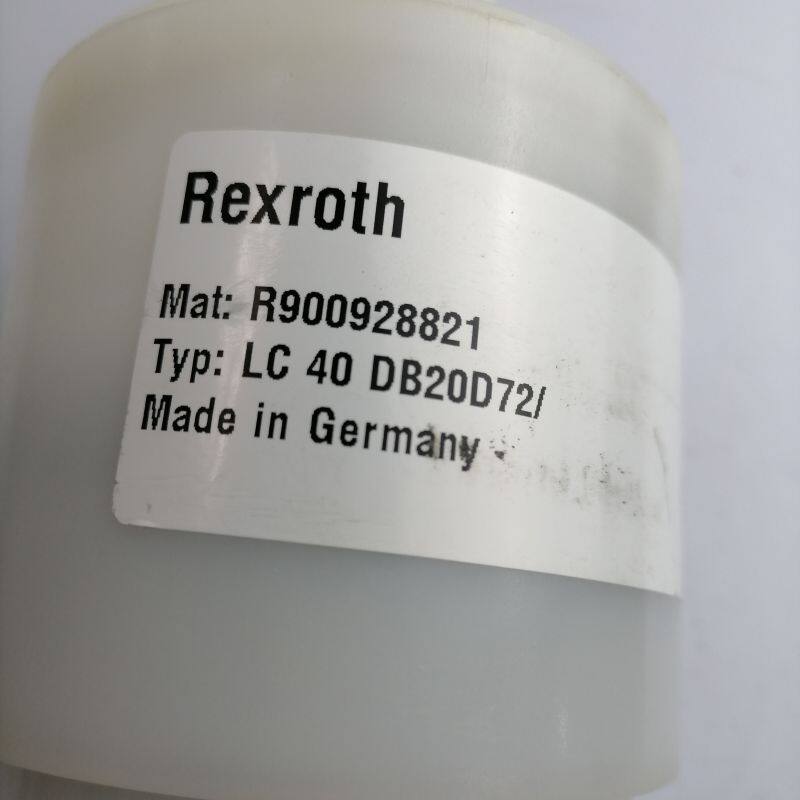 Rexroth
Mat: R900928821
Typ: LC 40 DB20D72/
Made in Germany